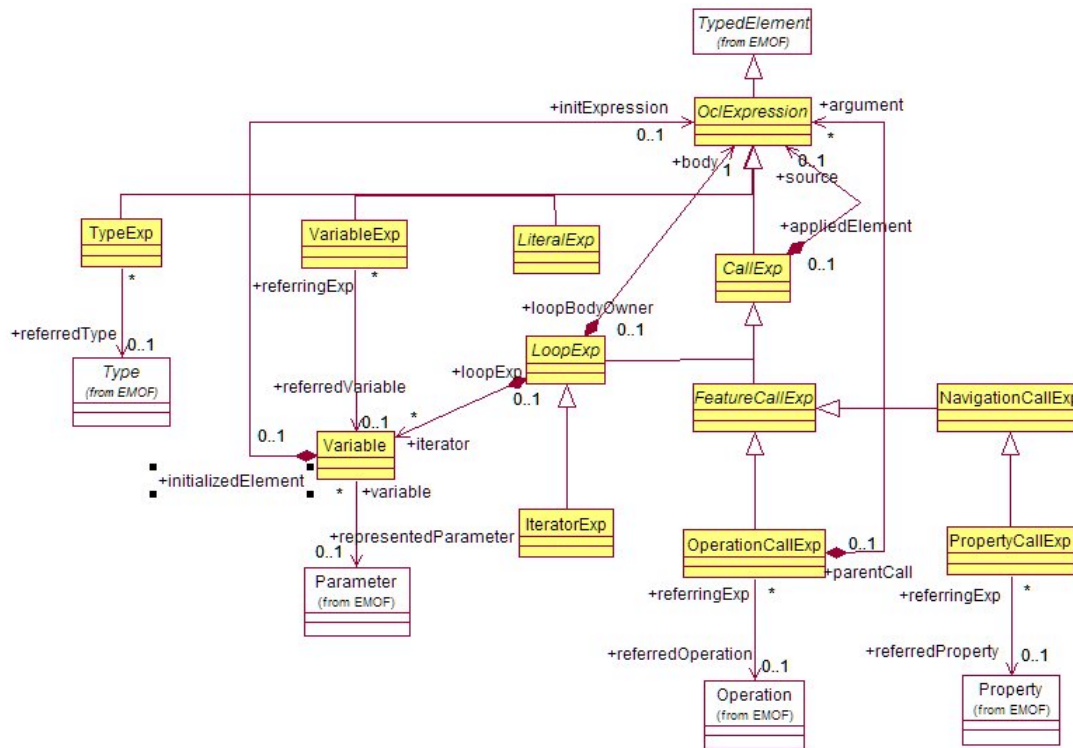 TypedElement
(from EMOF)
+initExpression
OclExpression
+argument
0..1
*
+body
1
0..1
+source
TypeExp
VariableExp
LiteralExp
+appliedElement
CallExp
0..1
*
+referringExp
*
+loopBodyOwner
0..1
+referredType
0..1
LoopExp
+loopExp
0..1
Type
(from EMOF)
+referredVariable
FeatureCallExp
NavigationCallExp
*
0..1
0..1
+iterator
Variable
+initializedElement
*
+variable
IteratorExp
+representedParameter
OperationCallExp
0..1
PropertyCallExp
0..1
+parentCall
Parameter
(from EMOF)
+referringExp
*
+referringExp
*
+referredOperation
0..1
+referredProperty
0..1
Operation
(from EMOF)
Property
(from EMOF)